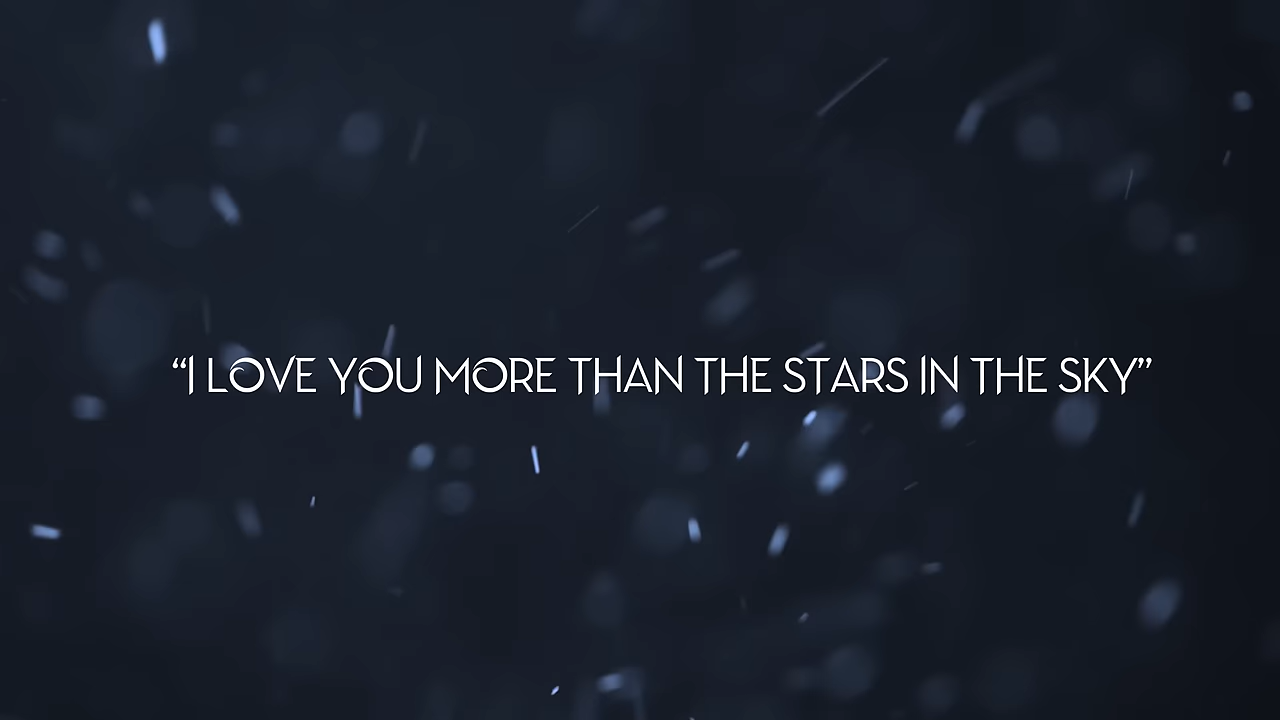 “I LOVE YOU MORE THAN THE STARS IN THE SKY”